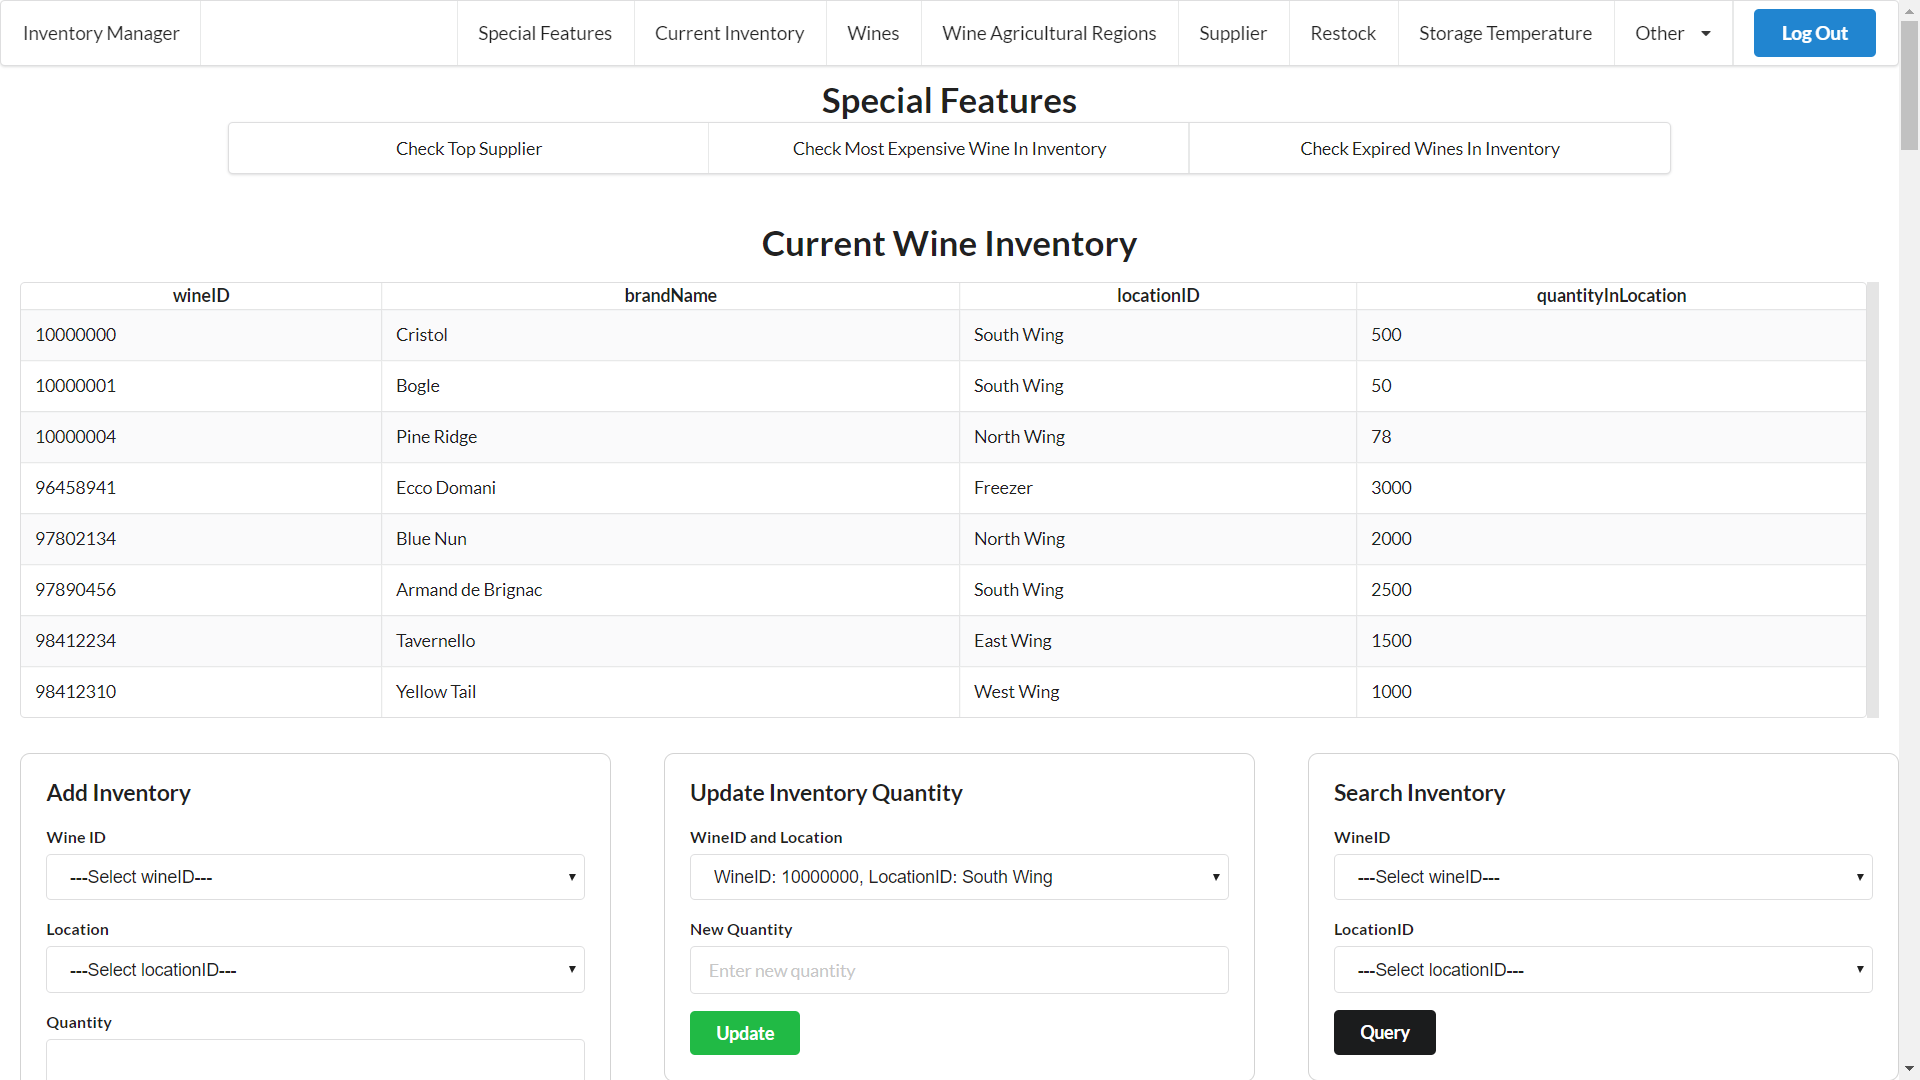 Inventory Manager
Special Features
Current Inventory
Wines
Wine Agricultural Regions
Supplier
Restock
Storage Temperature
Other
Log Out
Special Features
Check Top Supplier
Check Most Expensive Wine In Inventory
Check Expired Wines In Inventory
Current Wine Inventory
wineID brandName locationID quantityInLocation
10000000 Cristol South Wing 500
10000001 Bogle South Wing 50
10000004 Pine Ridge North Wing 78
96458941 Ecco Domani Freezer 3000
97802134 Blue Nun North Wing 2000
97890456 Armand de Brignac South Wing 2500
98412234 Tavernello East Wing 1500
98412310 Yellow Tail West Wing 1000
Add Inventory
Wine ID
---Select wineID---
Location
---Select locationID---
Quantity
Update Inventory Quantity
WineID and Location
WineID: 10000000, LocationID: South Wing
New Quantity
Enter new quantity
Update
Search Inventory
WineID
---Select wineID---
LocationID
---Select locationID---
Query